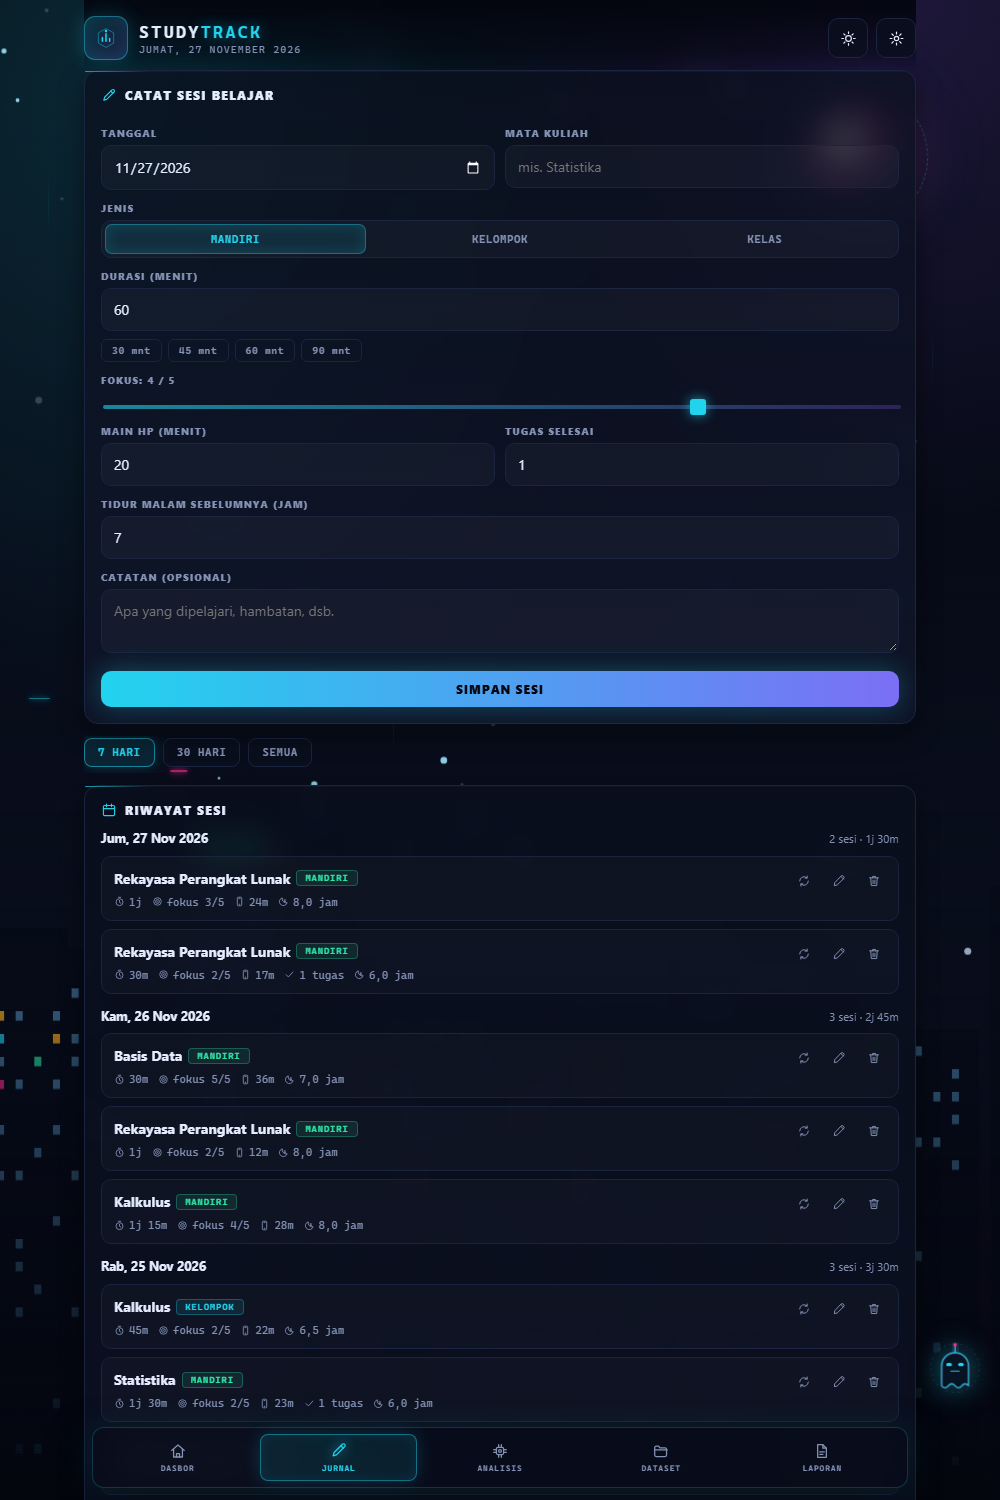 STUDYTRACK
JUMAT, 27 NOVEMBER 2026
CATAT SESI BELAJAR
TANGGAL
MATA KULIAH
11/27/2026
mis. Statistika
JENIS
MANDIRI
KELOMPOK
KELAS
DURASI (MENIT)
60
30 mnt
45 mnt
60 mnt
90 mnt
FOKUS: 4 / 5
MAIN HP (MENIT)
TUGAS SELESAI
20
1
TIDUR MALAM SEBELUMNYA (JAM)
7
CATATAN (OPSIONAL)
Apa yang dipelajari, hambatan, dsb.
SIMPAN SESI
7 HARI
30 HARI
SEMUA
RIWAYAT SESI
Jum, 27 Nov 2026
2 sesi · 1j 30m
Rekayasa Perangkat Lunak MANDIRI
1j fokus 3/5 24m 8,0 jam
Rekayasa Perangkat Lunak MANDIRI
30m fokus 2/5 17m 1 tugas 6,0 jam
Kam, 26 Nov 2026
3 sesi · 2j 45m
Basis Data MANDIRI
30m fokus 5/5 36m 7,0 jam
Rekayasa Perangkat Lunak MANDIRI
1j fokus 2/5 12m 8,0 jam
Kalkulus MANDIRI
1j 15m fokus 4/5 28m 8,0 jam
Rab, 25 Nov 2026
3 sesi · 3j 30m
Kalkulus KELOMPOK
45m fokus 2/5 22m 6,5 jam
Statistika MANDIRI
1j 30m fokus 2/5 23m 1 tugas 6,0 jam
DASBOR
JURNAL
ANALISIS
DATASET
LAPORAN